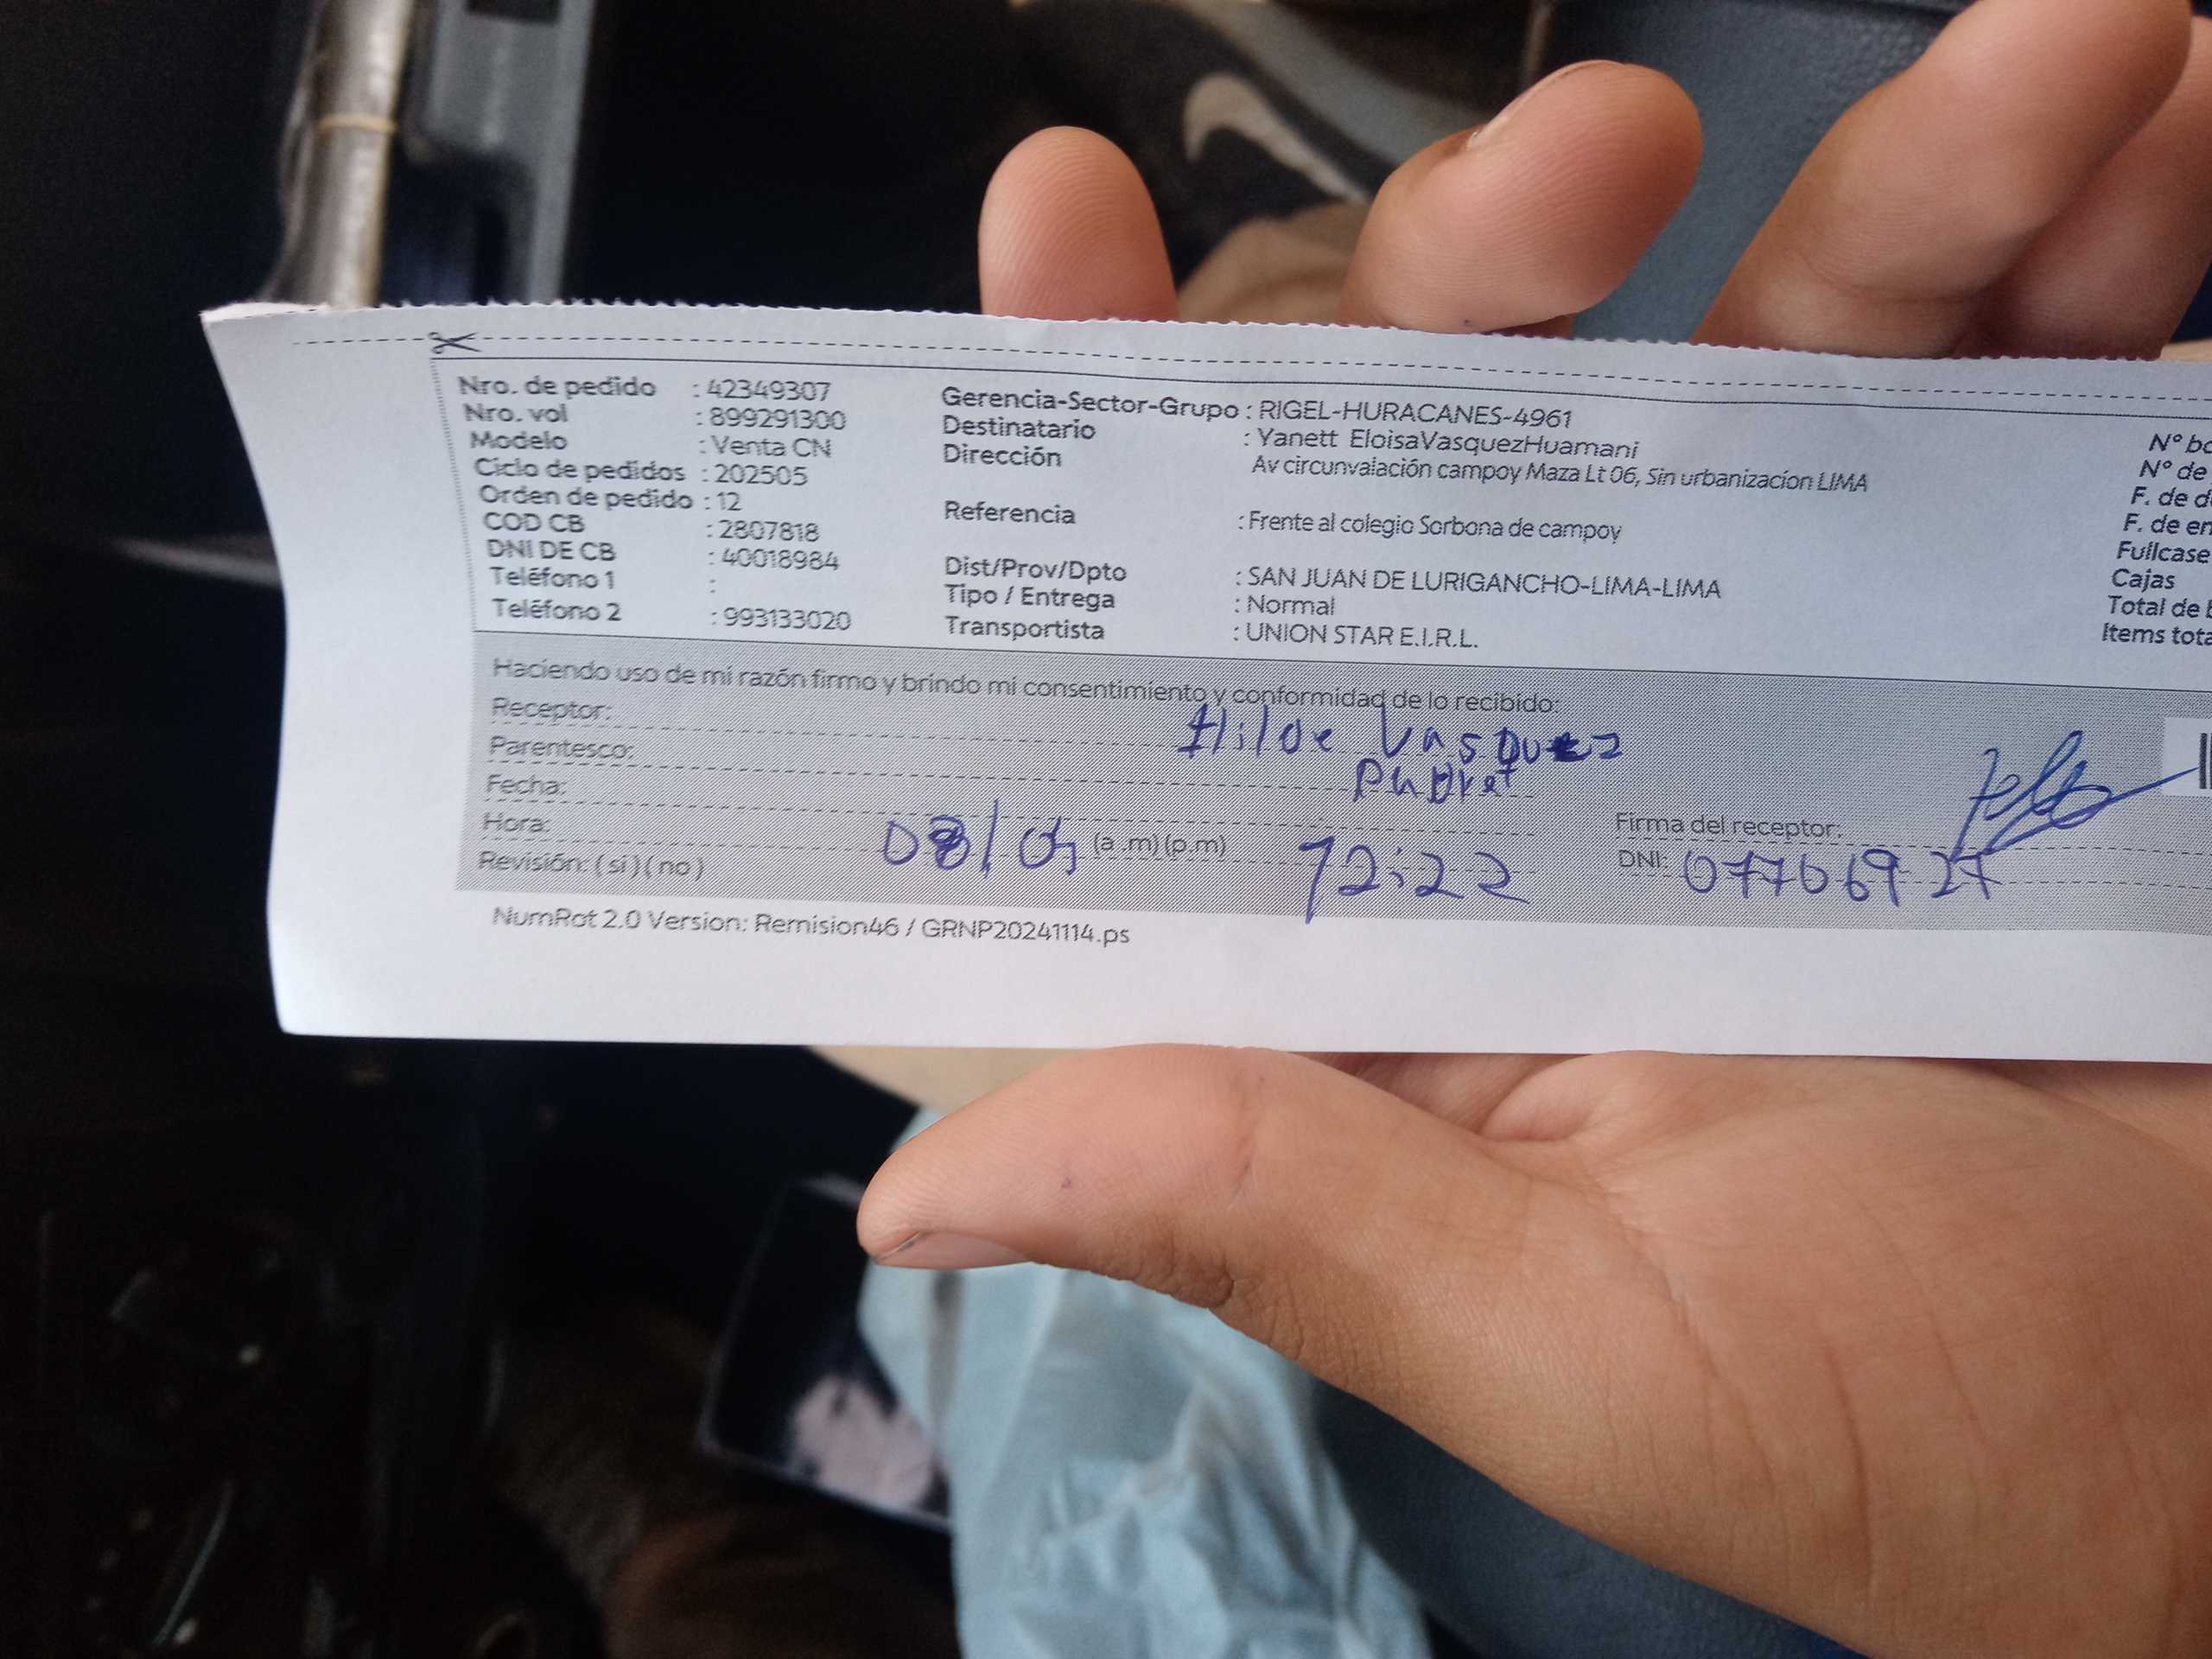 Nro. de pedido : 42349307
Nro. vol : 899291300
Modelo : Venta CN
Ciclo de pedidos : 202505
Orden de pedido : 12
COD CB : 2807818
DNI DE CB : 40018984
Teléfono 1 :
Teléfono 2 : 993133020
Gerencia-Sector-Grupo : RIGEL-HURACANES-4961
Destinatario : Yanett EloisaVasquezHuamani
Dirección Av circunvalación campoy Maza Lt 06, Sin urbanización LIMA
Referencia : Frente al colegio Sorbona de campoy
Dist/Prov/Dpto : SAN JUAN DE LURIGANCHO-LIMA-LIMA
Tipo / Entrega : Normal
Transportista : UNION STAR E.I.R.L.
N° bo
N° de
F. de d
F. de en
Fullcase
Cajas
Total de b
Items tota
Haciendo uso de mi razón firmo y brindo mi consentimiento y conformidad de lo recibido:
Receptor: Vasquez
Parentesco:
Fecha:
Hora: (a .m) (p.m) 12:22
Revisión: ( si ) ( no )
Firma del receptor:
DNI:
NumRot 2.0 Version: Remision46 / GRNP20241114.ps